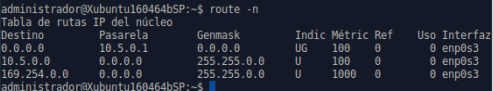 administrador@Xubuntu160464bSP:~$ route -n
Tabla de rutas IP del núcleo
Destino Pasarela Genmask Indic Métric Ref Uso Interfaz
0.0.0.0 10.5.0.1 0.0.0.0 UG 100 0 0 enp0s3
10.5.0.0 0.0.0.0 255.255.0.0 U 100 0 0 enp0s3
169.254.0.0 0.0.0.0 255.255.0.0 U 1000 0 0 enp0s3
administrador@Xubuntu160464bSP:~$